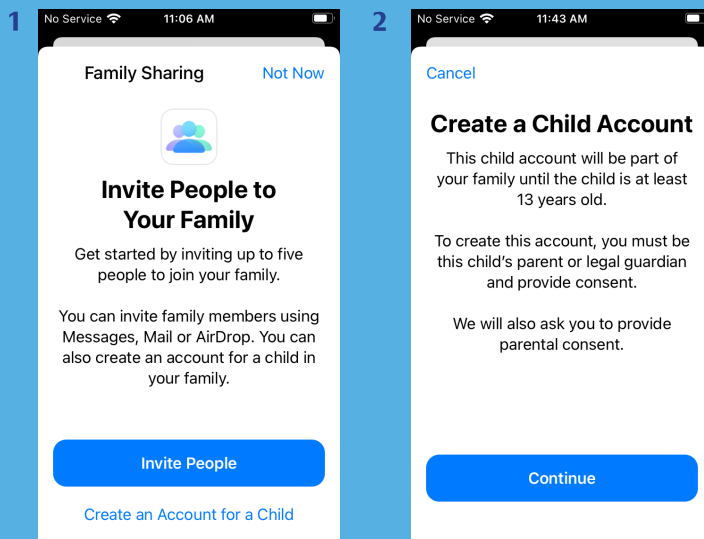 1
No Service 11:06 AM
Family Sharing Not Now
Invite People to
Your Family
Get started by inviting up to five
people to join your family.
You can invite family members using
Messages, Mail or AirDrop. You can
also create an account for a child in
your family.
Invite People
Create an Account for a Child
2
No Service 11:43 AM
Cancel
Create a Child Account
This child account will be part of
your family until the child is at least
13 years old.
To create this account, you must be
this child’s parent or legal guardian
and provide consent.
We will also ask you to provide
parental consent.
Continue